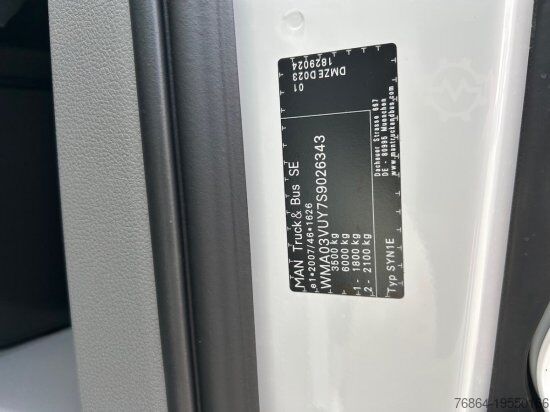 MAN Truck & Bus SE
e1*2007/46*1626
WMA03VUY7S9026343
3500 kg
6000 kg
1 - 1800 kg
2 - 2100 kg
Typ SYN1E
01
1829024
DMZE D023
Dachauer Strasse 667
DE - 80995 Muenchen
www.mantruckandbus.com
76864-19550186